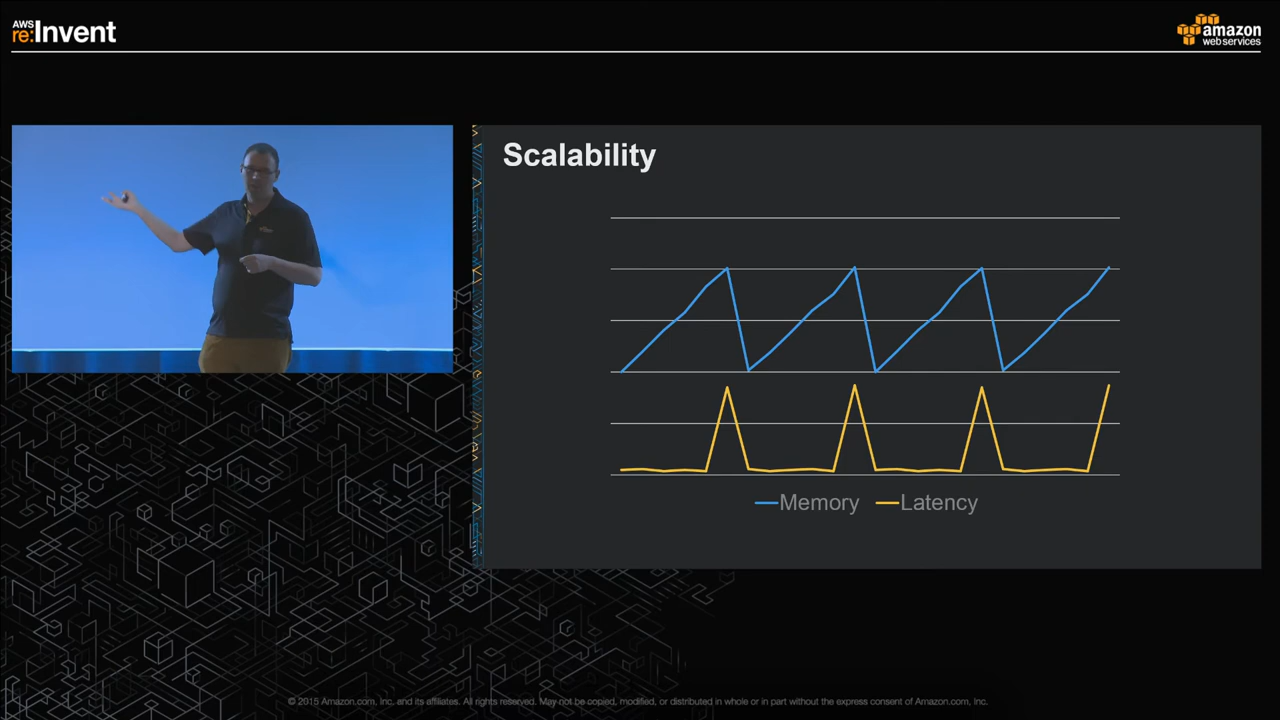 AWS
re:Invent
amazon
web services
Scalability
Memory Latency
© 2015 Amazon.com, Inc. and its affiliates. All rights reserved. May not be copied, modified, or distributed in whole or in part without the express consent of Amazon.com, Inc.